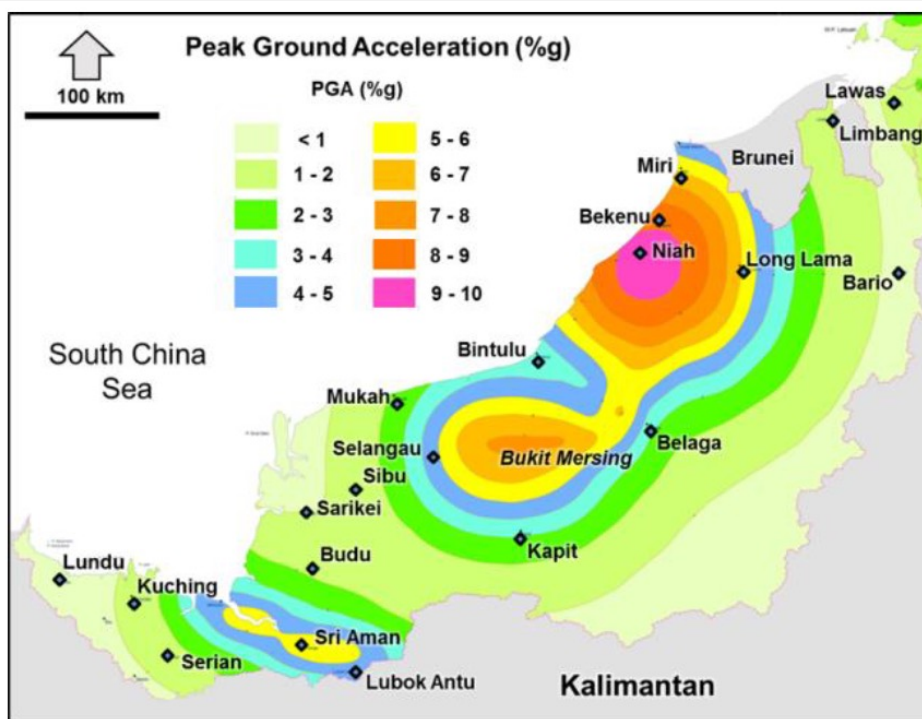 Peak Ground Acceleration (%g)
100 km
PGA (%g)
< 1
1 - 2
2 - 3
3 - 4
4 - 5
5 - 6
6 - 7
7 - 8
8 - 9
9 - 10
Lawas
Limbang
Brunei
Miri
Bekenu
Niah
Long Lama
Bario
South China
Sea
Bintulu
Mukah
Selangau
Bukit Mersing
Belaga
Sibu
Sarikei
Kapit
Budu
Lundu
Kuching
Sri Aman
Serian
Lubok Antu
Kalimantan